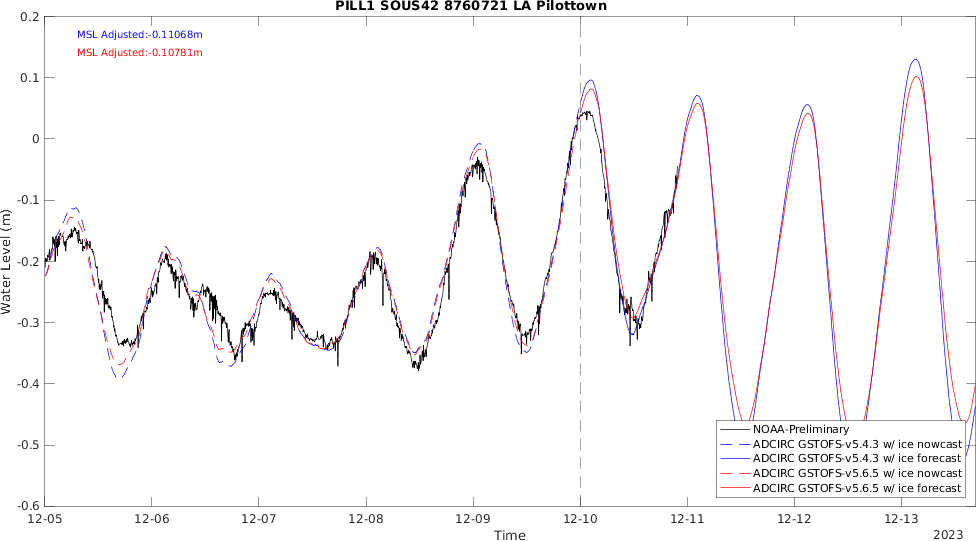 PILL1 SOUS42 8760721 LA Pilottown
MSL Adjusted:-0.11068m
MSL Adjusted:-0.10781m
Water Level (m)
0.2
0.1
0
-0.1
-0.2
-0.3
-0.4
-0.5
-0.6
NOAA-Preliminary
ADCIRC GSTOFS-v5.4.3 w/ ice nowcast
ADCIRC GSTOFS-v5.4.3 w/ ice forecast
ADCIRC GSTOFS-v5.6.5 w/ ice nowcast
ADCIRC GSTOFS-v5.6.5 w/ ice forecast
12-05 12-06 12-07 12-08 12-09 12-10 12-11 12-12 12-13
Time
2023